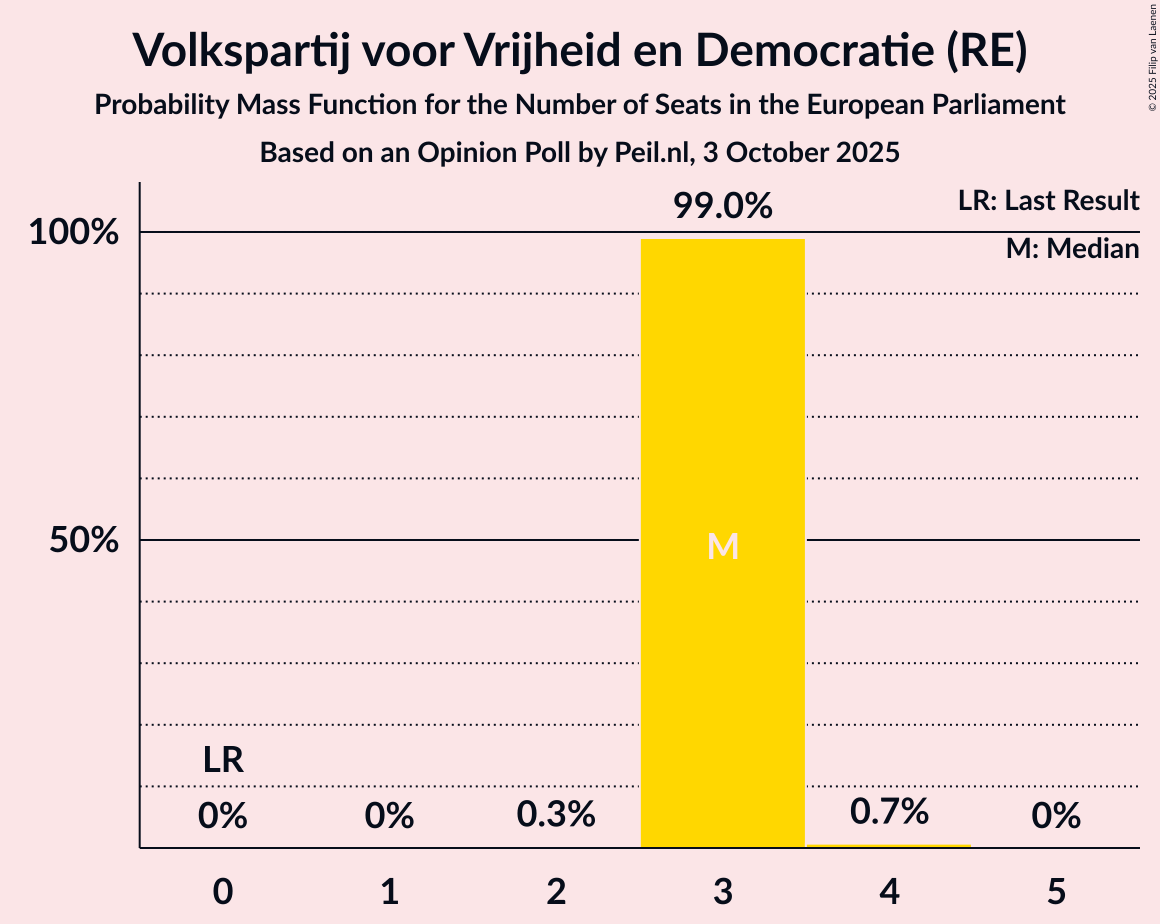 Volkspartij voor Vrijheid en Democratie (RE)
Probability Mass Function for the Number of Seats in the European Parliament
Based on an Opinion Poll by Peil.nl, 3 October 2025
© 2025 Filip van Laenen
LR: Last Result
M: Median
100%
50%
99.0%
M
LR
0%
0%
0.3%
0.7%
0%
0
1
2
3
4
5